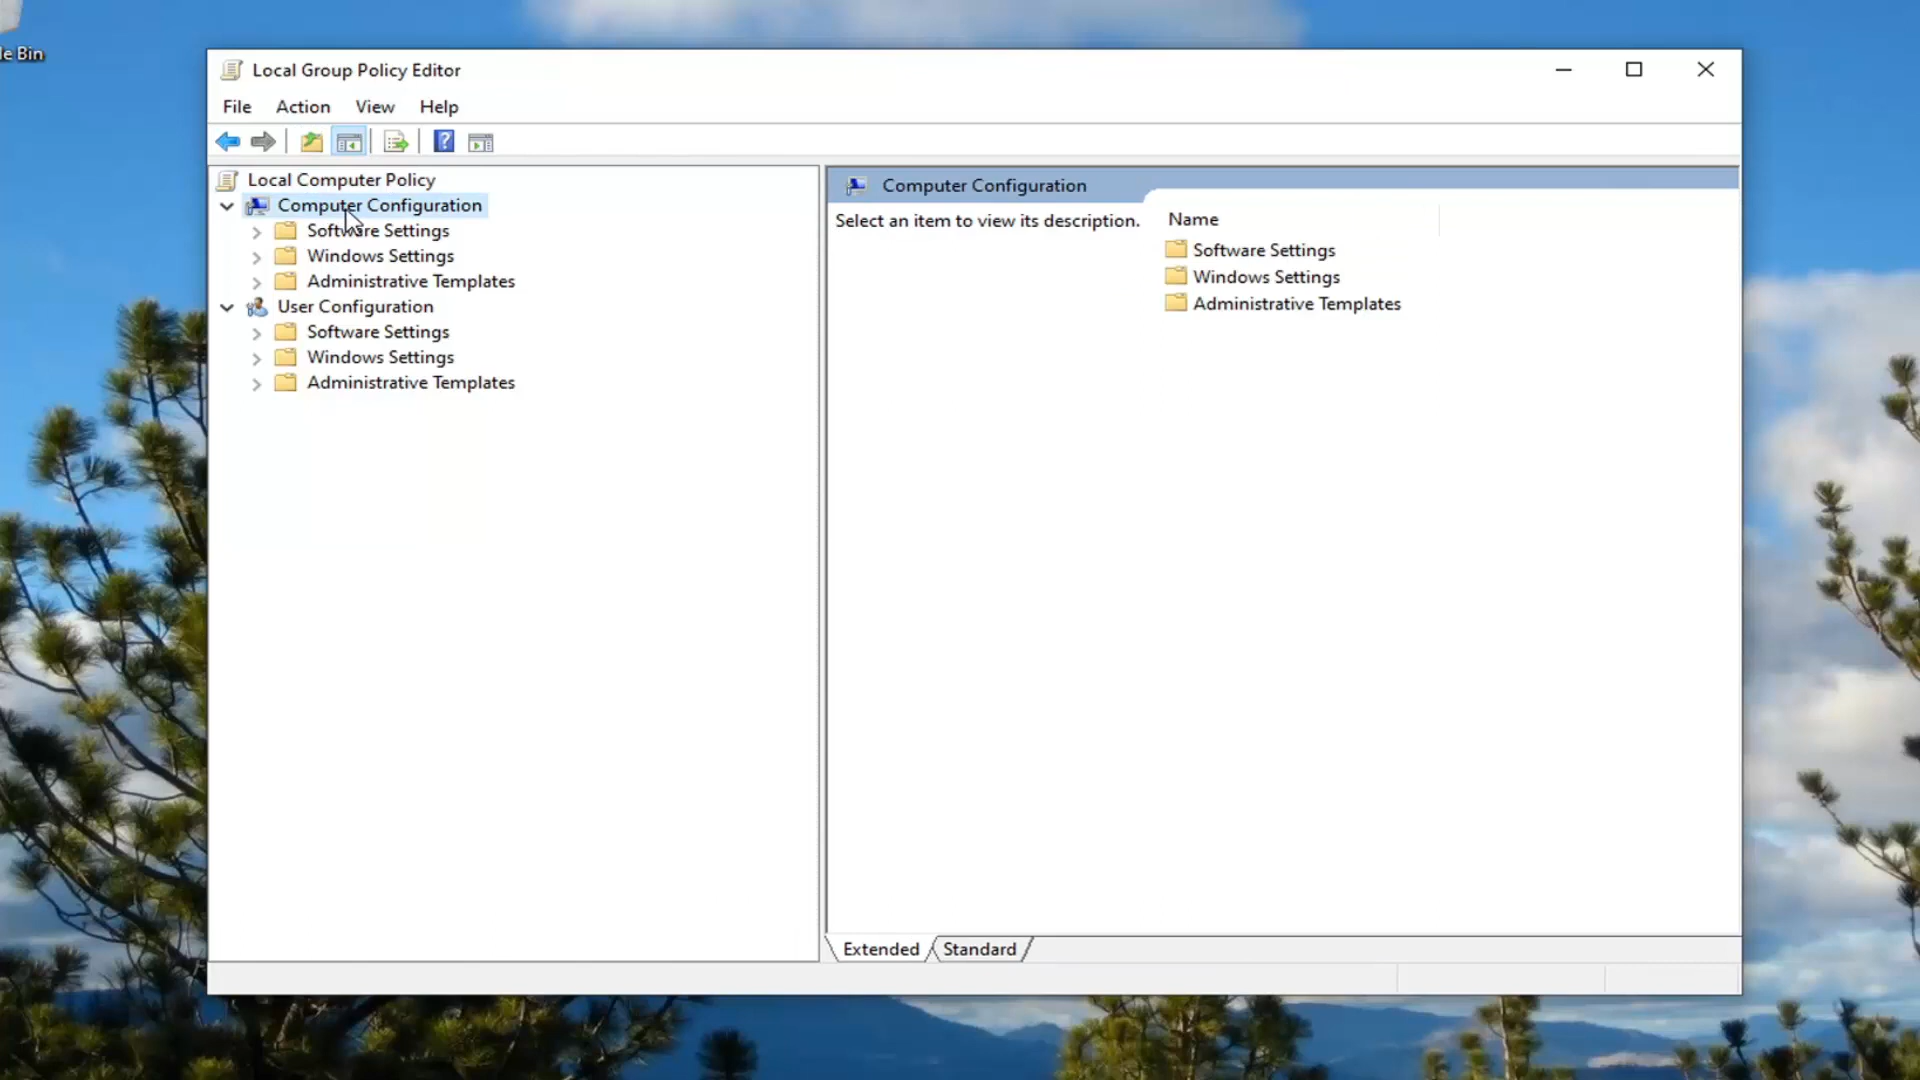 le Bin
Local Group Policy Editor
File Action View Help
Local Computer Policy
Computer Configuration
Software Settings
Windows Settings
Administrative Templates
User Configuration
Software Settings
Windows Settings
Administrative Templates
Computer Configuration
Select an item to view its description.
Name
Software Settings
Windows Settings
Administrative Templates
Extended Standard